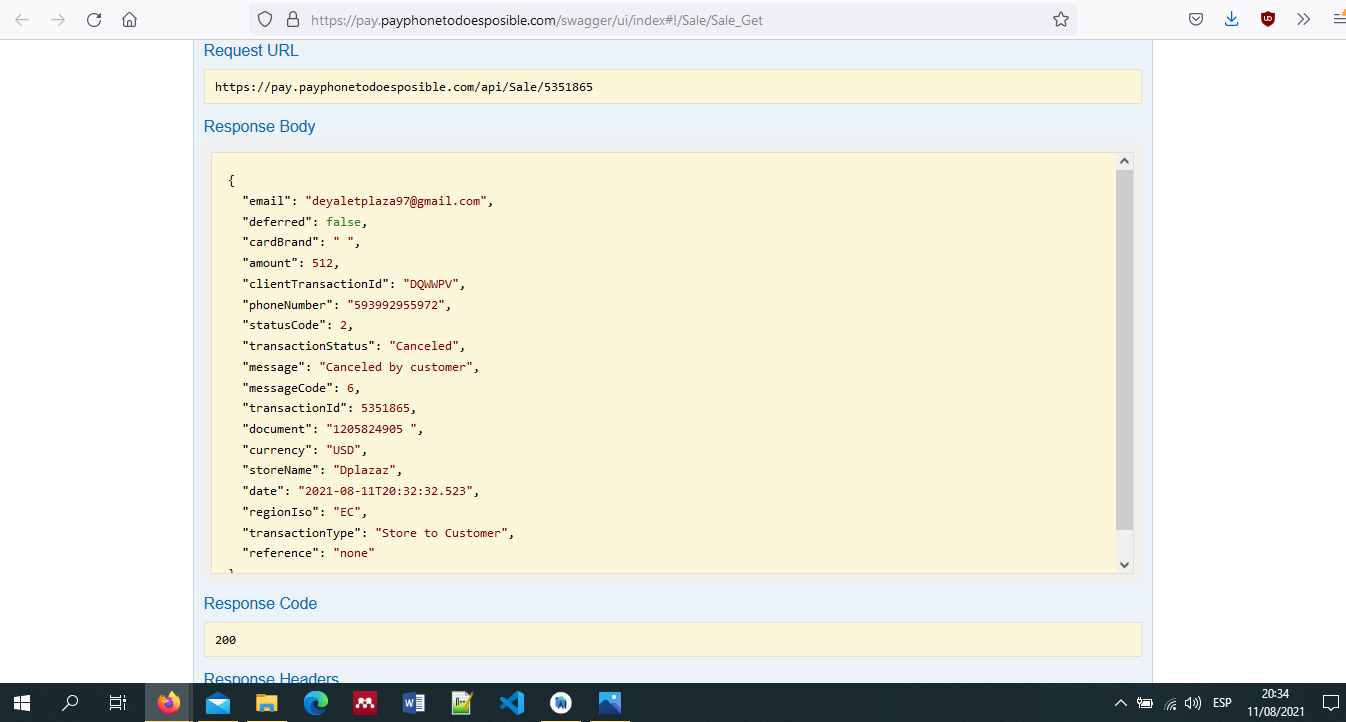 https://pay.payphonetodoesposible.com/swagger/ui/index#!/Sale/Sale_Get
Request URL
https://pay.payphonetodoesposible.com/api/Sale/5351865
Response Body
{
"email": "deyaletplaza97@gmail.com",
"deferred": false,
"cardBrand": " ",
"amount": 512,
"clientTransactionId": "DQWWPV",
"phoneNumber": "593992955972",
"statusCode": 2,
"transactionStatus": "Canceled",
"message": "Canceled by customer",
"messageCode": 6,
"transactionId": 5351865,
"document": "1205824905 ",
"currency": "USD",
"storeName": "Dplazaz",
"date": "2021-08-11T20:32:32.523",
"regionIso": "EC",
"transactionType": "Store to Customer",
"reference": "none"
}
Response Code
200
Response Headers
ESP
20:34
11/08/2021